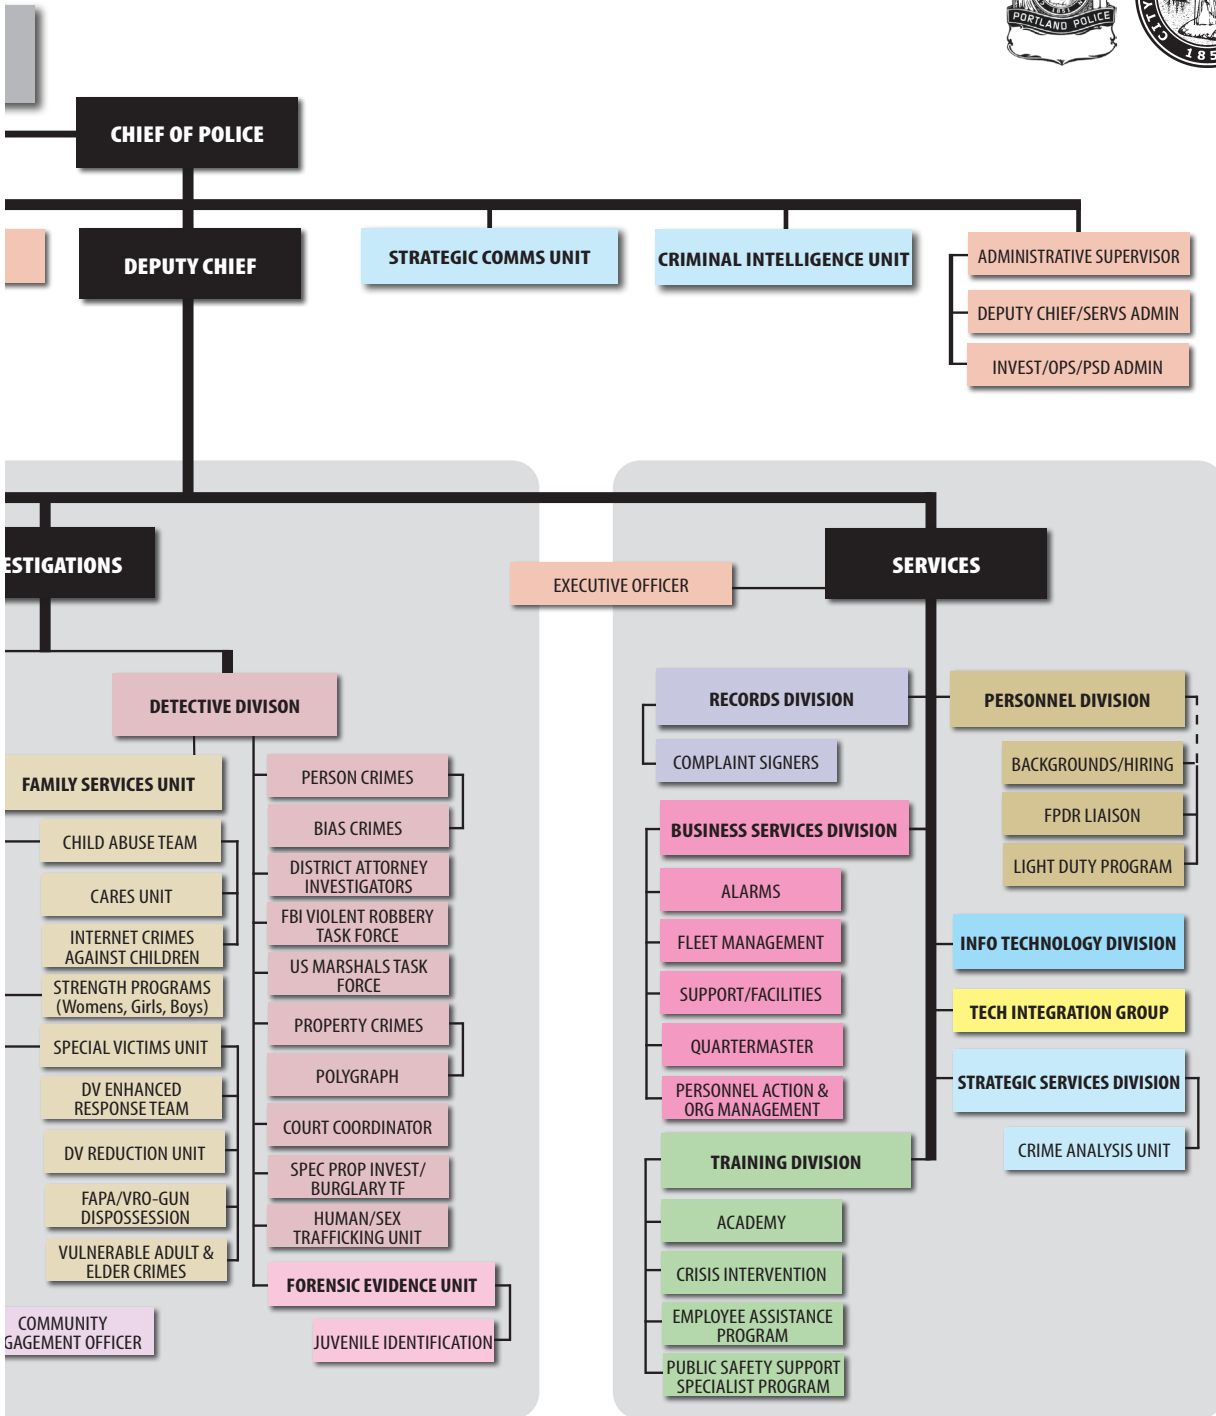 PORTLAND POLICE
1851
CITY
185
CHIEF OF POLICE
DEPUTY CHIEF
STRATEGIC COMMS UNIT
CRIMINAL INTELLIGENCE UNIT
ADMINISTRATIVE SUPERVISOR
DEPUTY CHIEF/SERVS ADMIN
INVEST/OPS/PSD ADMIN
ESTIGATIONS
EXECUTIVE OFFICER
SERVICES
DETECTIVE DIVISON
FAMILY SERVICES UNIT
CHILD ABUSE TEAM
CARES UNIT
INTERNET CRIMES
AGAINST CHILDREN
STRENGTH PROGRAMS
(Womens, Girls, Boys)
SPECIAL VICTIMS UNIT
DV ENHANCED
RESPONSE TEAM
DV REDUCTION UNIT
FAPA/VRO-GUN
DISPOSSESSION
VULNERABLE ADULT &
ELDER CRIMES
COMMUNITY
GAGEMENT OFFICER
PERSON CRIMES
BIAS CRIMES
DISTRICT ATTORNEY
INVESTIGATORS
FBI VIOLENT ROBBERY
TASK FORCE
US MARSHALS TASK
FORCE
PROPERTY CRIMES
POLYGRAPH
COURT COORDINATOR
SPEC PROP INVEST/
BURGLARY TF
HUMAN/SEX
TRAFFICKING UNIT
FORENSIC EVIDENCE UNIT
JUVENILE IDENTIFICATION
RECORDS DIVISION
COMPLAINT SIGNERS
BUSINESS SERVICES DIVISION
ALARMS
FLEET MANAGEMENT
SUPPORT/FACILITIES
QUARTERMASTER
PERSONNEL ACTION &
ORG MANAGEMENT
TRAINING DIVISION
ACADEMY
CRISIS INTERVENTION
EMPLOYEE ASSISTANCE
PROGRAM
PUBLIC SAFETY SUPPORT
SPECIALIST PROGRAM
PERSONNEL DIVISION
BACKGROUNDS/HIRING
FPDR LIAISON
LIGHT DUTY PROGRAM
INFO TECHNOLOGY DIVISION
TECH INTEGRATION GROUP
STRATEGIC SERVICES DIVISION
CRIME ANALYSIS UNIT